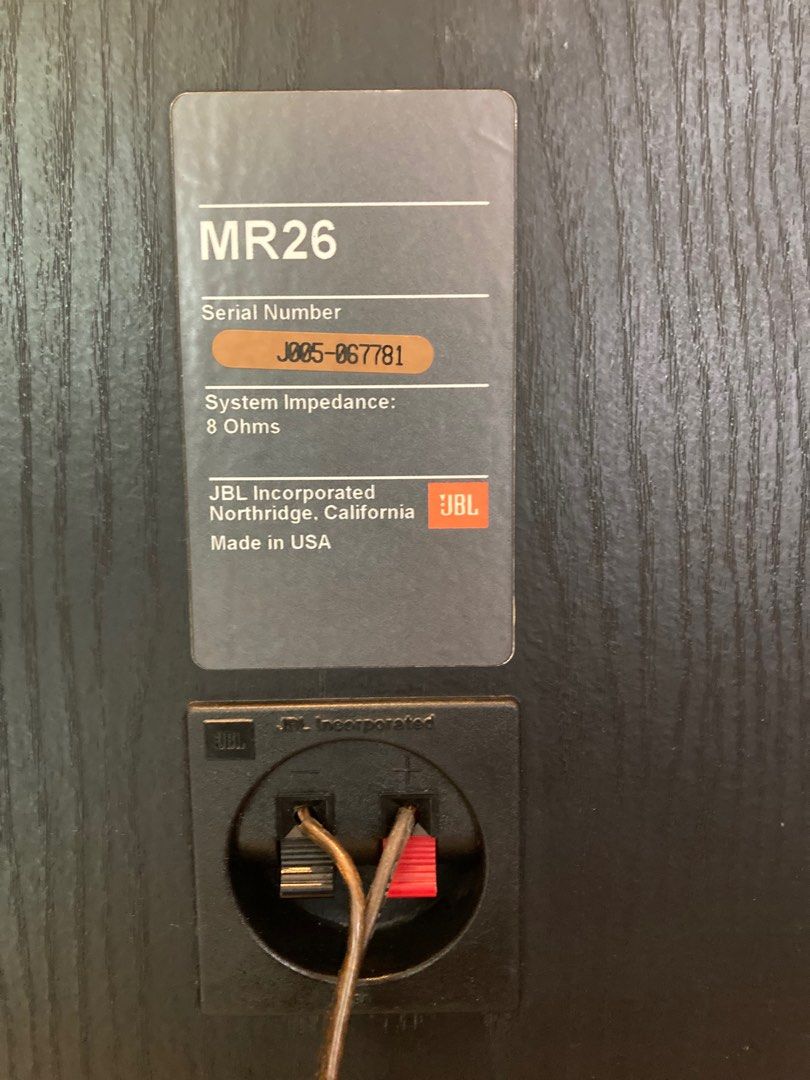 MR26
Serial Number
J005-067781
System Impedance:
8 Ohms
JBL Incorporated
Northridge, California
JBL
Made in USA
JBL
JBL Incorporated
− +